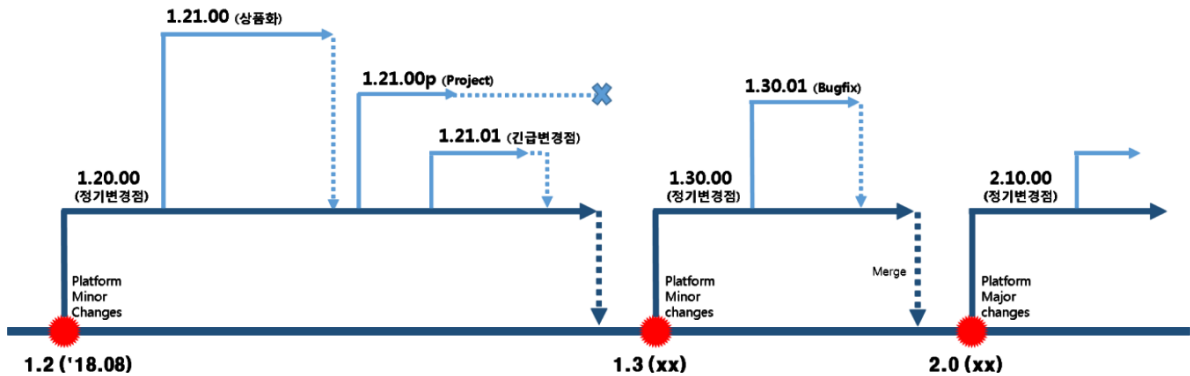 1.21.00 (상품화)
1.21.00p (Project)
1.30.01 (Bugfix)
1.21.01 (긴급변경점)
1.20.00
(정기변경점)
1.30.00
(정기변경점)
2.10.00
(정기변경점)
Platform
Minor
Changes
Platform
Minor
changes
Merge
Platform
Major
changes
1.2 ('18.08)
1.3 (xx)
2.0 (xx)